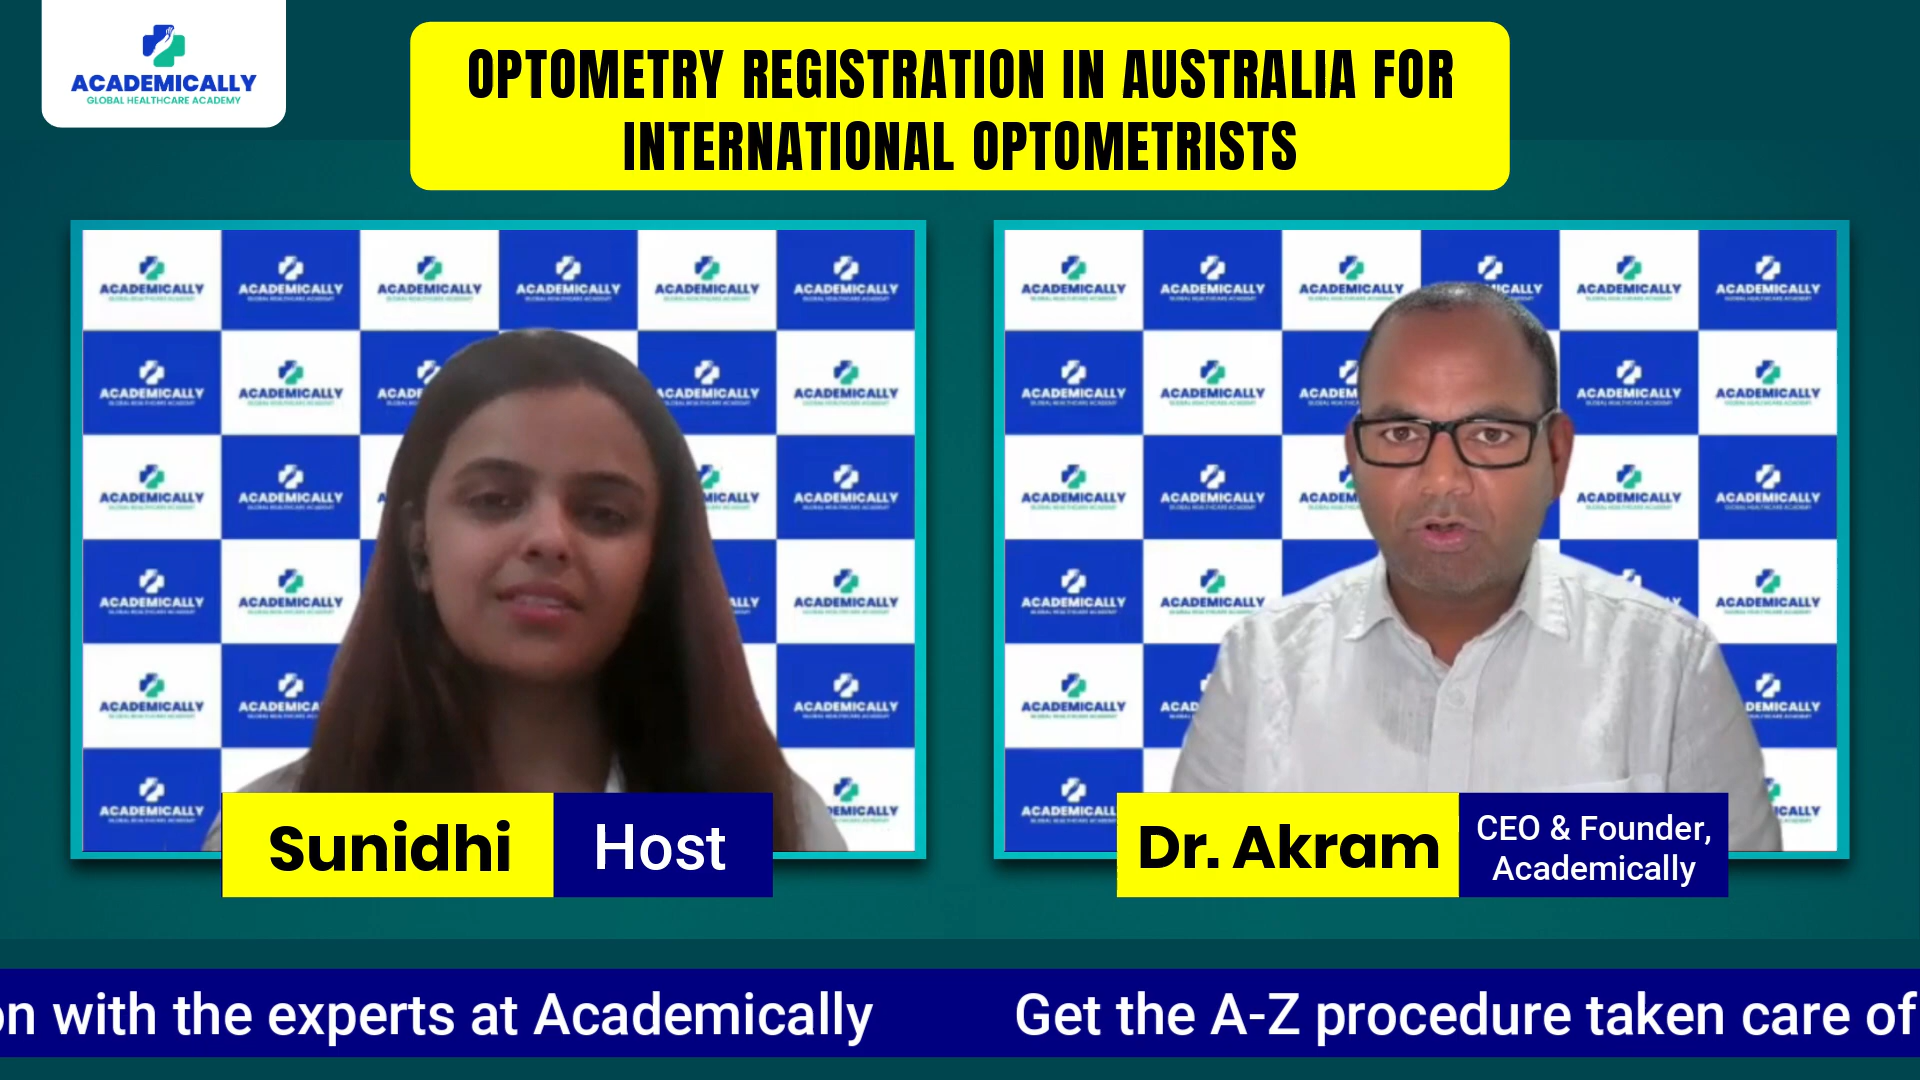 ACADEMICALLY
GLOBAL HEALTHCARE ACADEMY
OPTOMETRY REGISTRATION IN AUSTRALIA FOR
INTERNATIONAL OPTOMETRISTS
Sunidhi
Host
Dr. Akram
CEO & Founder,
Academically
on with the experts at Academically
Get the A-Z procedure taken care of